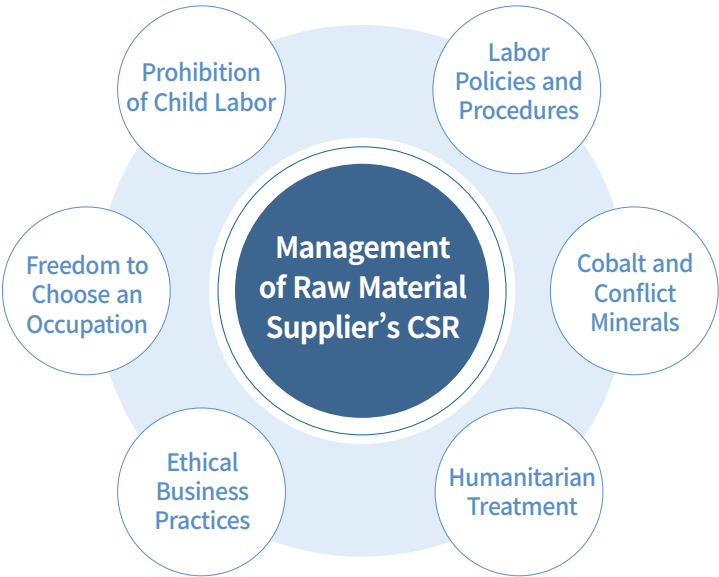 Prohibition
of Child Labor
Labor
Policies and
Procedures
Freedom to
Choose an
Occupation
Management
of Raw Material
Supplier’s CSR
Cobalt and
Conflict
Minerals
Ethical
Business
Practices
Humanitarian
Treatment